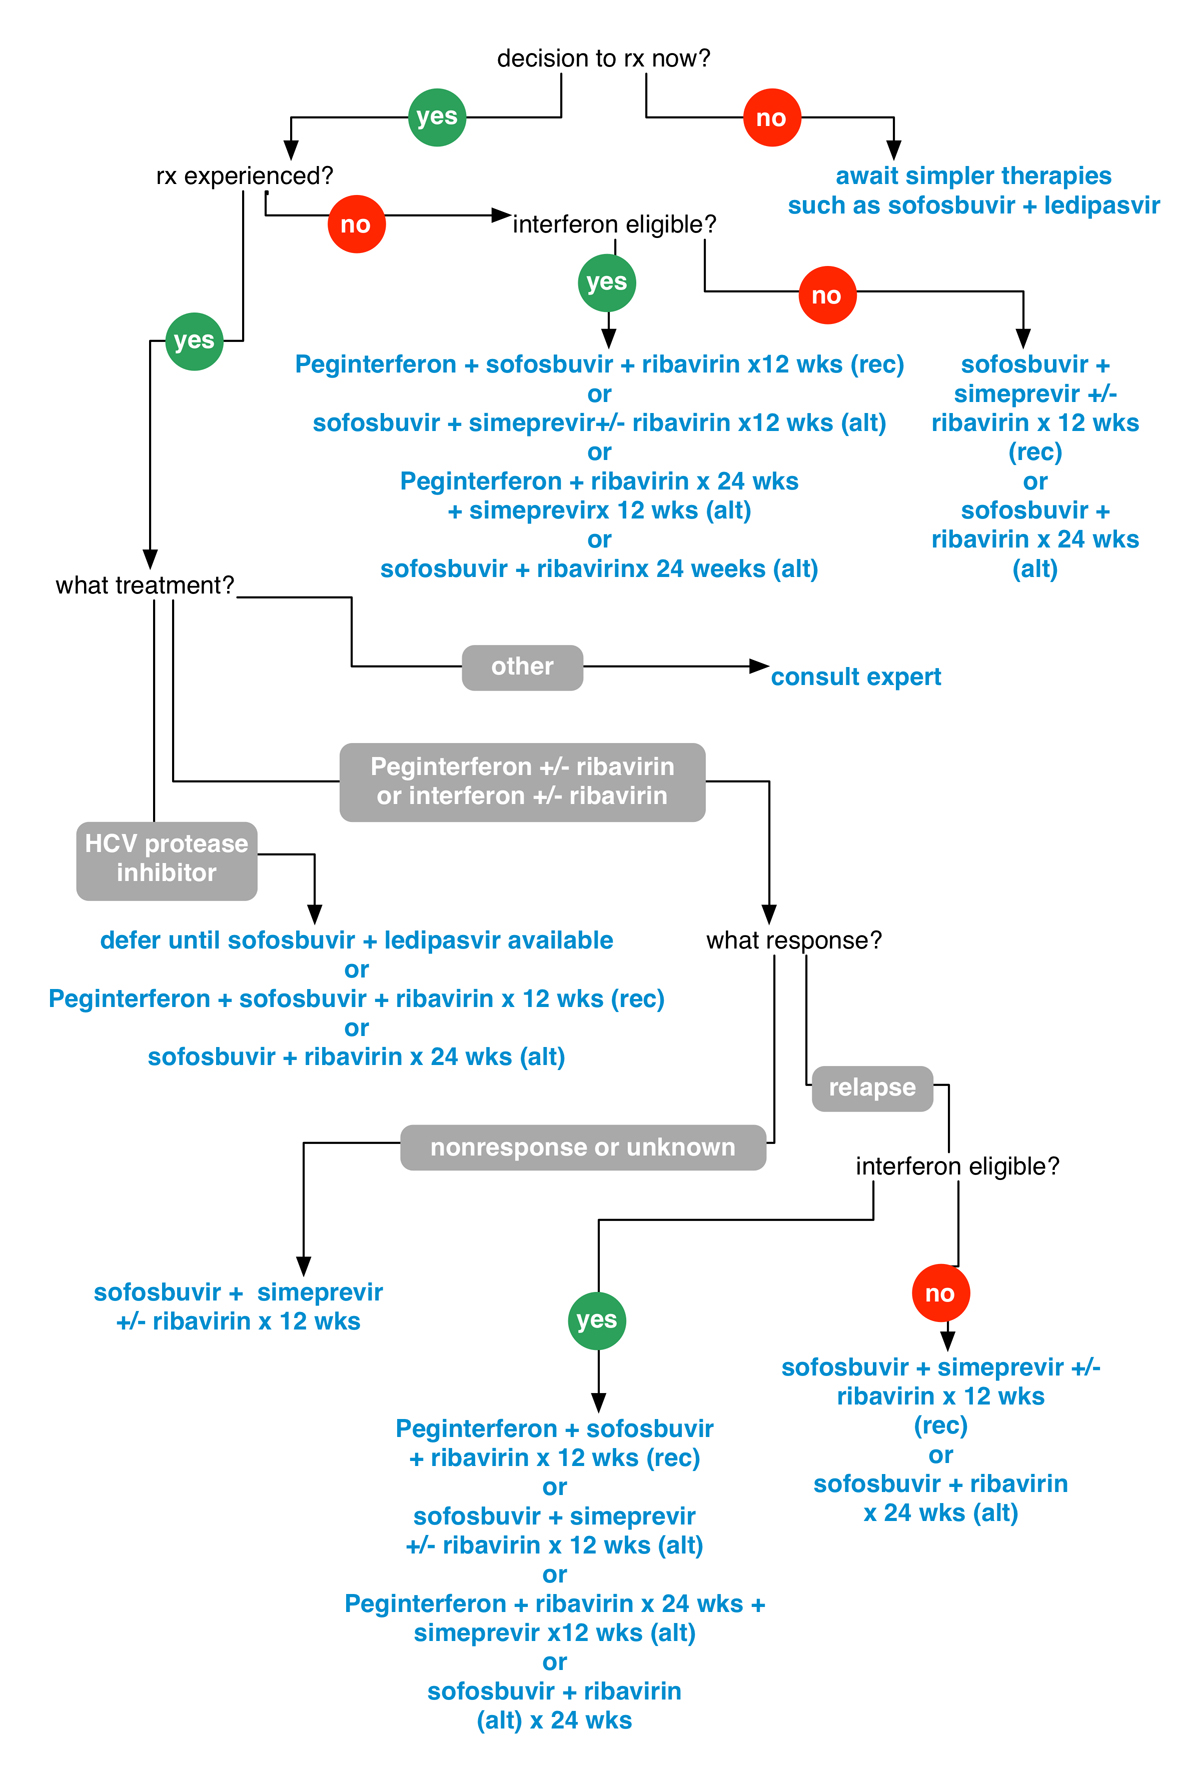 decision to rx now?
yes
no
rx experienced?
await simpler therapies
such as sofosbuvir + ledipasvir
no
interferon eligible?
yes
no
yes
Peginterferon + sofosbuvir + ribavirin x12 wks (rec)
or
sofosbuvir + simeprevir+/- ribavirin x12 wks (alt)
or
Peginterferon + ribavirin x 24 wks
+ simeprevirx 12 wks (alt)
or
sofosbuvir + ribavirinx 24 weeks (alt)
sofosbuvir +
simeprevir +/-
ribavirin x 12 wks
(rec)
or
sofosbuvir +
ribavirin x 24 wks
(alt)
what treatment?
other
consult expert
Peginterferon +/- ribavirin
or interferon +/- ribavirin
HCV protease
inhibitor
defer until sofosbuvir + ledipasvir available
or
Peginterferon + sofosbuvir + ribavirin x 12 wks (rec)
or
sofosbuvir + ribavirin x 24 wks (alt)
what response?
relapse
nonresponse or unknown
interferon eligible?
sofosbuvir +  simeprevir
+/- ribavirin x 12 wks
yes
no
Peginterferon + sofosbuvir
+ ribavirin x 12 wks (rec)
or
sofosbuvir + simeprevir
+/- ribavirin x 12 wks (alt)
or
Peginterferon + ribavirin x 24 wks +
simeprevir x12 wks (alt)
or
sofosbuvir + ribavirin
(alt) x 24 wks
sofosbuvir + simeprevir +/-
ribavirin x 12 wks
(rec)
or
sofosbuvir + ribavirin
x 24 wks (alt)